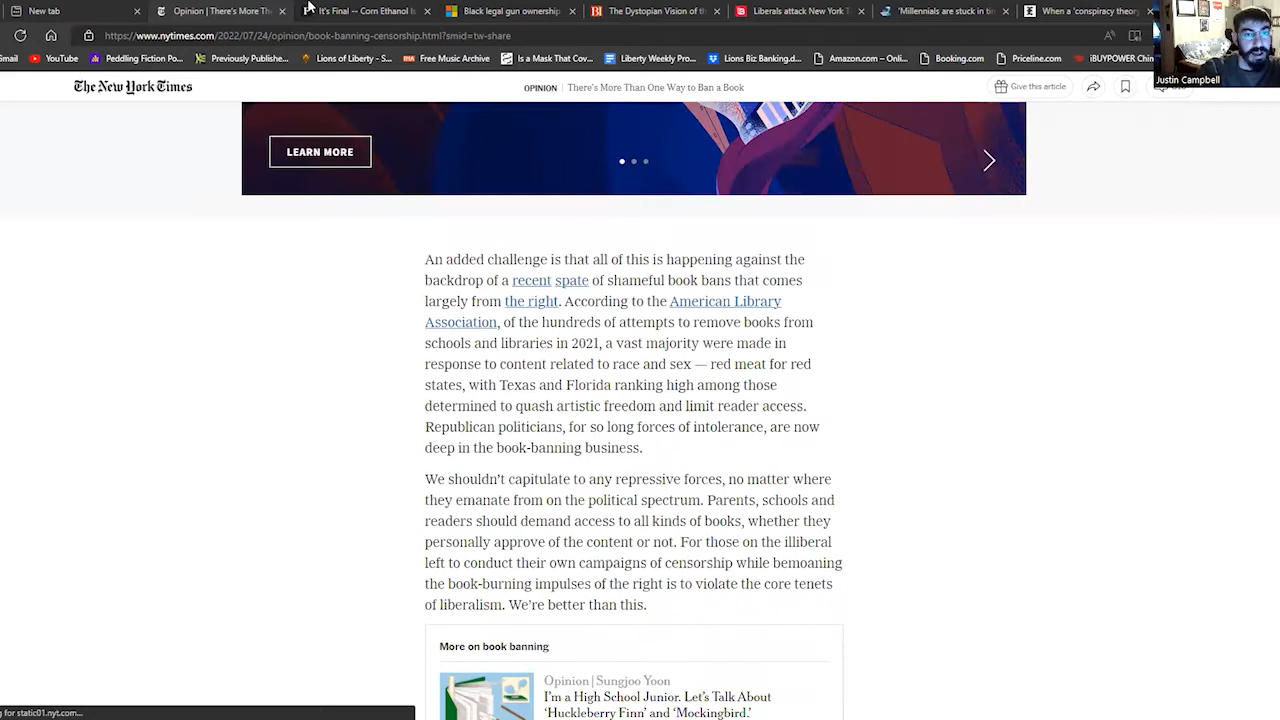 New tab
Opinion | There's More The
It's Final -- Corn Ethanol Is
Black legal gun ownership
The Dystopian Vision of th
Liberals attack New York T
'Millennials are stuck in tim
When a 'conspiracy theory
https://www.nytimes.com/2022/07/24/opinion/book-banning-censorship.html?smid=tw-share
Gmail
YouTube
Peddling Fiction Po...
Previously Publishe...
Lions of Liberty - S...
Free Music Archive
Is a Mask That Cov...
Liberty Weekly Pro...
Lions Biz Banking.d...
Amazon.com – Onli...
Booking.com
Priceline.com
iBUYPOWER Chin
Justin Campbell
The New York Times
OPINION | There's More Than One Way to Ban a Book
Give this article
LEARN MORE
An added challenge is that all of this is happening against the
backdrop of a recent spate of shameful book bans that comes
largely from the right. According to the American Library
Association, of the hundreds of attempts to remove books from
schools and libraries in 2021, a vast majority were made in
response to content related to race and sex — red meat for red
states, with Texas and Florida ranking high among those
determined to quash artistic freedom and limit reader access.
Republican politicians, for so long forces of intolerance, are now
deep in the book-banning business.
We shouldn't capitulate to any repressive forces, no matter where
they emanate from on the political spectrum. Parents, schools and
readers should demand access to all kinds of books, whether they
personally approve of the content or not. For those on the illiberal
left to conduct their own campaigns of censorship while bemoaning
the book-burning impulses of the right is to violate the core tenets
of liberalism. We're better than this.
More on book banning
Opinion | Sungjoo Yoon
I'm a High School Junior. Let's Talk About
'Huckleberry Finn' and 'Mockingbird.'
g for static01.nyt.com...